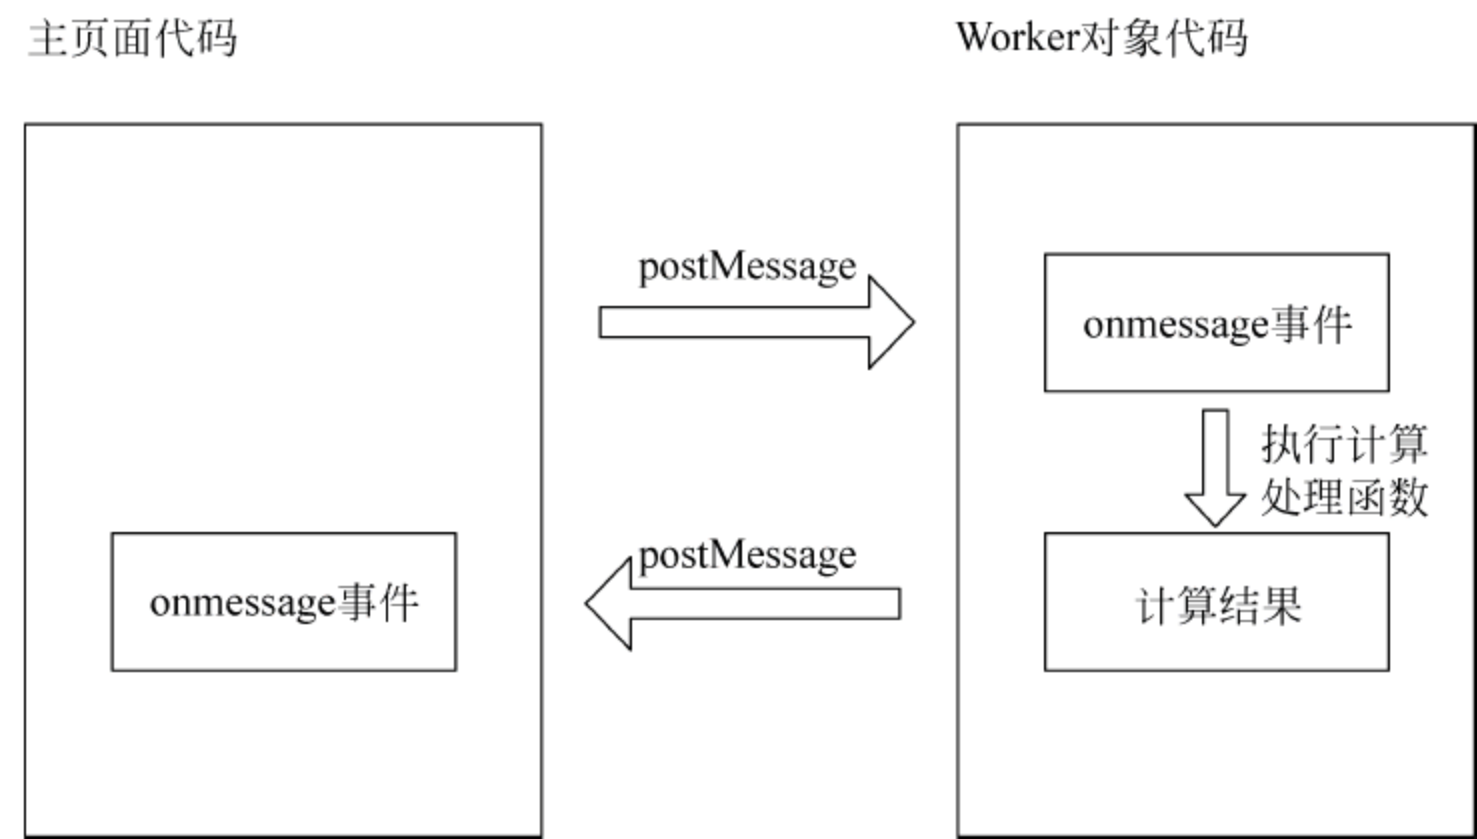 主页面代码
Worker对象代码
postMessage
onmessage事件
执行计算
处理函数
postMessage
onmessage事件
计算结果